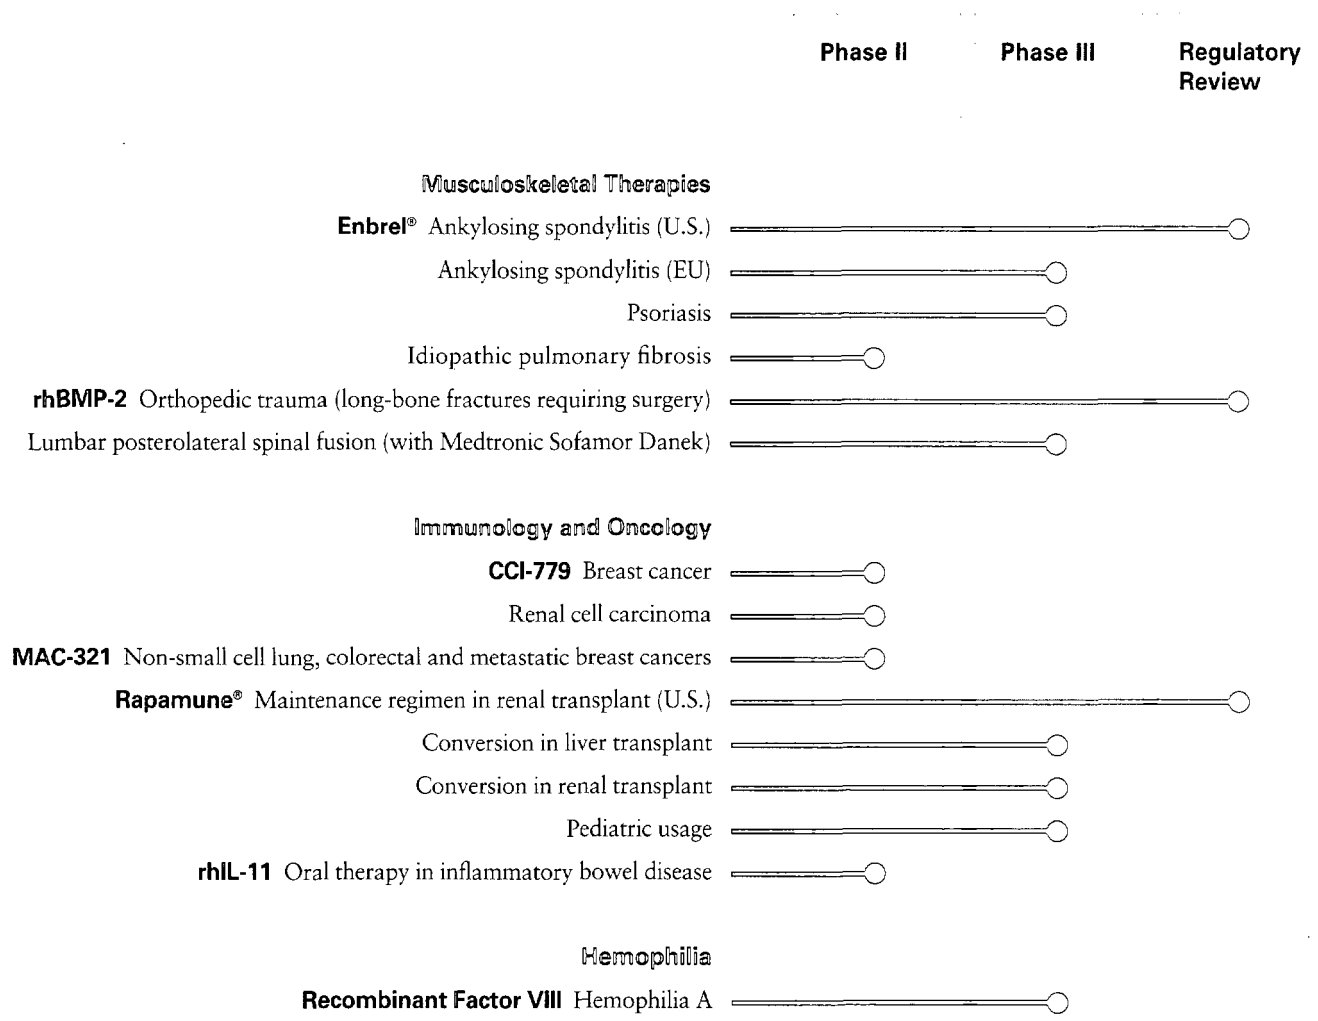 Phase II Phase III Regulatory
Review
Musculoskeletal Therapies
Enbrel® Ankylosing spondylitis (U.S.)
Ankylosing spondylitis (EU)
Psoriasis
Idiopathic pulmonary fibrosis
rhBMP-2 Orthopedic trauma (long-bone fractures requiring surgery)
Lumbar posterolateral spinal fusion (with Medtronic Sofamor Danek)
Immunology and Oncology
CCI-779 Breast cancer
Renal cell carcinoma
MAC-321 Non-small cell lung, colorectal and metastatic breast cancers
Rapamune® Maintenance regimen in renal transplant (U.S.)
Conversion in liver transplant
Conversion in renal transplant
Pediatric usage
rhIL-11 Oral therapy in inflammatory bowel disease
Hemophilia
Recombinant Factor VIII Hemophilia A